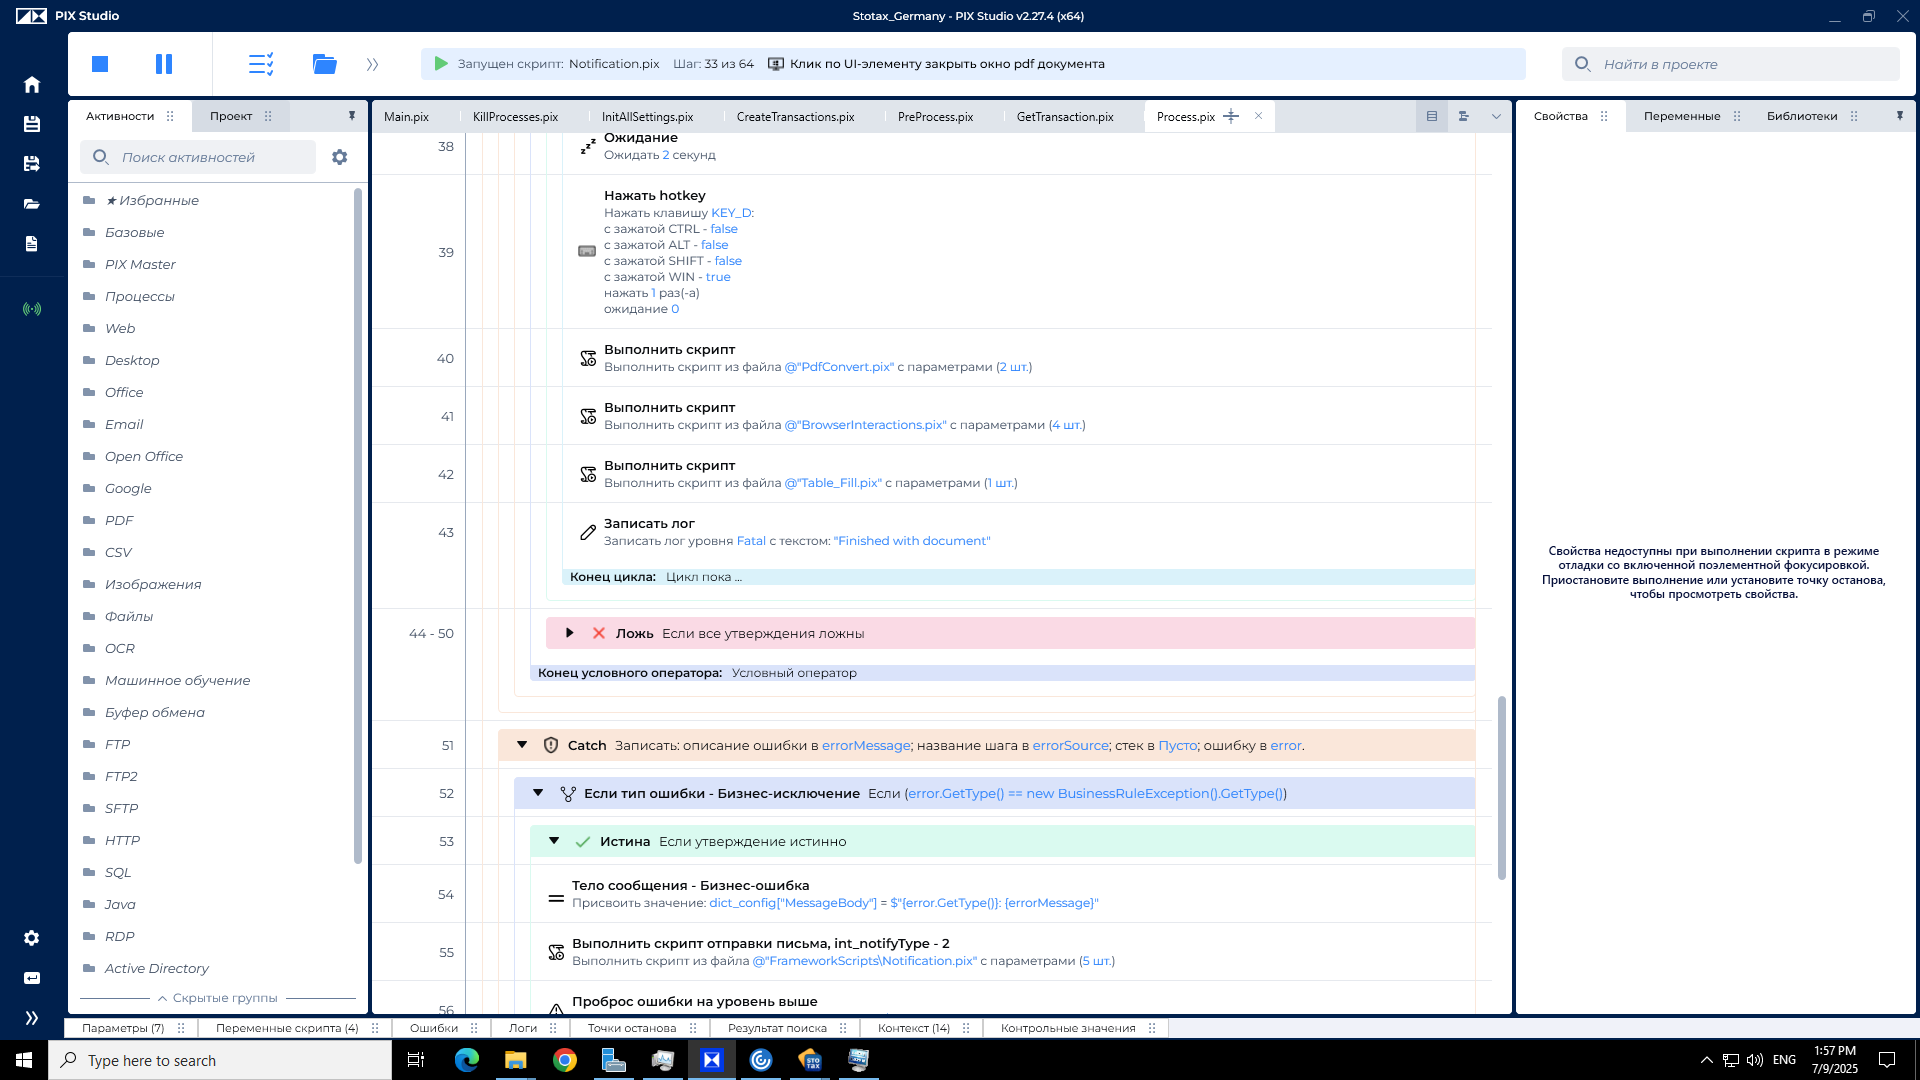 PIX Studio
Stotax_Germany - PIX Studio v2.27.4 (x64)
Запущен скрипт: Notification.pix Шаг: 33 из 64 Клик по UI-элементу закрыть окно pdf документа
Найти в проекте
Активности
Проект
Поиск активностей
★ Избранные
Базовые
PIX Master
Процессы
Web
Desktop
Office
Email
Open Office
Google
PDF
CSV
Изображения
Файлы
OCR
Машинное обучение
Буфер обмена
FTP
FTP2
SFTP
HTTP
SQL
Java
RDP
Active Directory
Скрытые группы
Main.pix
KillProcesses.pix
InitAllSettings.pix
CreateTransactions.pix
PreProcess.pix
GetTransaction.pix
Process.pix
38
Ожидание
Ожидать 2 секунд
39
Нажать hotkey
Нажать клавишу KEY_D:
с зажатой CTRL - false
с зажатой ALT - false
с зажатой SHIFT - false
с зажатой WIN - true
нажать 1 раз(-а)
ожидание 0
40
Выполнить скрипт
Выполнить скрипт из файла @"PdfConvert.pix" с параметрами (2 шт.)
41
Выполнить скрипт
Выполнить скрипт из файла @"BrowserInteractions.pix" с параметрами (4 шт.)
42
Выполнить скрипт
Выполнить скрипт из файла @"Table_Fill.pix" с параметрами (1 шт.)
43
Записать лог
Записать лог уровня Fatal с текстом: "Finished with document"
Конец цикла: Цикл пока ...
44 - 50
Ложь Если все утверждения ложны
Конец условного оператора: Условный оператор
51
Catch Записать: описание ошибки в errorMessage; название шага в errorSource; стек в Пусто; ошибку в error.
52
Если тип ошибки - Бизнес-исключение Если (error.GetType() == new BusinessRuleException().GetType())
53
Истина Если утверждение истинно
54
Тело сообщения - Бизнес-ошибка
Присвоить значение: dict_config["MessageBody"] = $"{error.GetType()}: {errorMessage}"
55
Выполнить скрипт отправки письма, int_notifyType - 2
Выполнить скрипт из файла @"FrameworkScripts\Notification.pix" с параметрами (5 шт.)
56
Проброс ошибки на уровень выше
Свойства
Переменные
Библиотеки
Свойства недоступны при выполнении скрипта в режиме
отладки со включенной поэлементной фокусировкой.
Приостановите выполнение или установите точку останова,
чтобы просмотреть свойства.
Параметры (7)
Переменные скрипта (4)
Ошибки
Логи
Точки останова
Результат поиска
Контекст (14)
Контрольные значения
Type here to search
STO
TAX
ENG
1:57 PM
7/9/2025